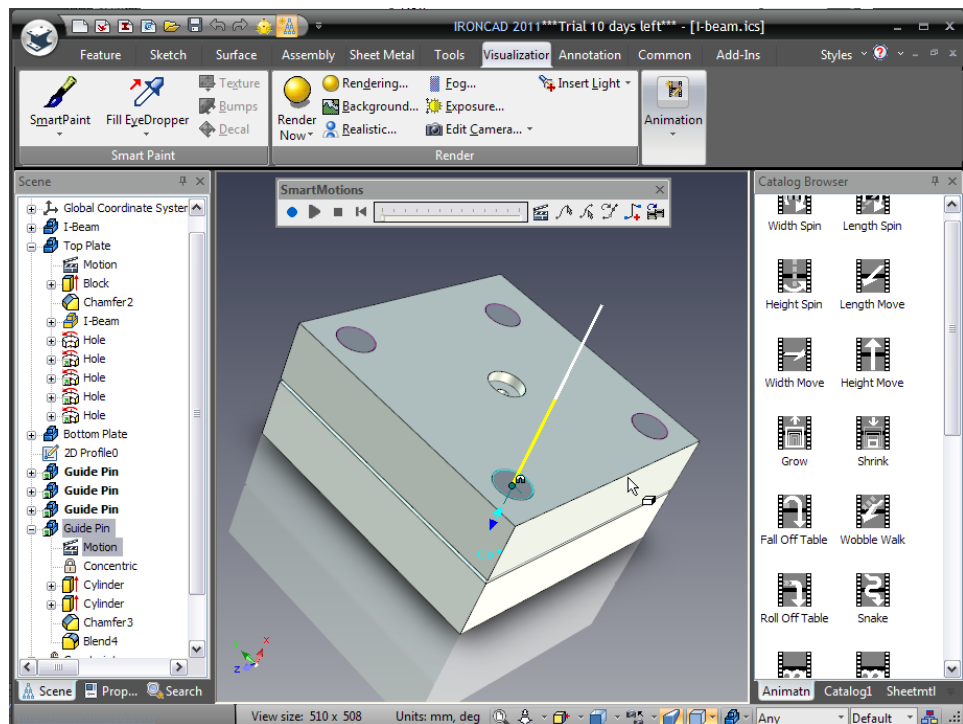 IRONCAD 2011***Trial 10 days left*** - [I-beam.ics]
Feature Sketch Surface Assembly Sheet Metal Tools Visualization Annotation Common Add-Ins Styles
SmartPaint
Fill EyeDropper
Texture
Bumps
Decal
Smart Paint
Render Now
Rendering...
Background...
Realistic...
Fog...
Exposure...
Edit Camera...
Insert Light
Render
Animation
Scene
Global Coordinate System
I-Beam
Top Plate
Motion
Block
Chamfer2
I-Beam
Hole
Hole
Hole
Hole
Hole
Bottom Plate
2D Profile0
Guide Pin
Guide Pin
Guide Pin
Guide Pin
Motion
Concentric
Cylinder
Cylinder
Chamfer3
Blend4
Scene Prop... Search
SmartMotions
X
Z
Catalog Browser
Width Spin Length Spin
Height Spin Length Move
Width Move Height Move
Grow Shrink
Fall Off Table Wobble Walk
Roll Off Table Snake
Animatn Catalog1 Sheetmtl
View size: 510 x 508 Units: mm, deg Any Default